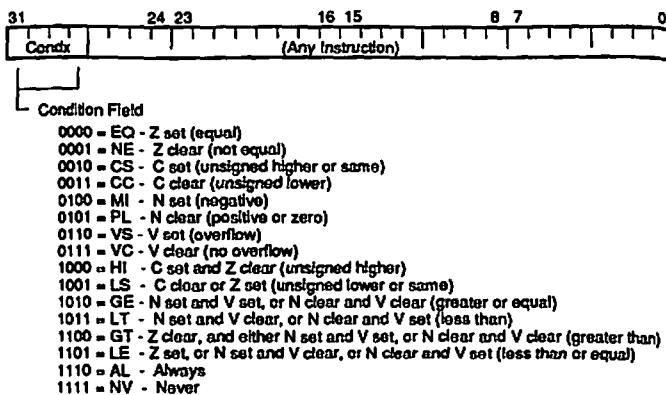 31 24 23 16 15 8 7 0
Condx (Any Instruction)
Condition Field
0000 = EQ - Z set (equal)
0001 = NE - Z clear (not equal)
0010 = CS - C set (unsigned higher or same)
0011 = CC - C clear (unsigned lower)
0100 = MI - N set (negative)
0101 = PL - N clear (positive or zero)
0110 = VS - V set (overflow)
0111 = VC - V clear (no overflow)
1000 = HI - C set and Z clear (unsigned higher)
1001 = LS - C clear or Z set (unsigned lower or same)
1010 = GE - N set and V set, or N clear and V clear (greater or equal)
1011 = LT - N set and V clear, or N clear and V set (less than)
1100 = GT - Z clear, and either N set and V set, or N clear and V clear (greater than)
1101 = LE - Z set, or N set and V clear, or N clear and V set (less than or equal)
1110 = AL - Always
1111 = NV - Never